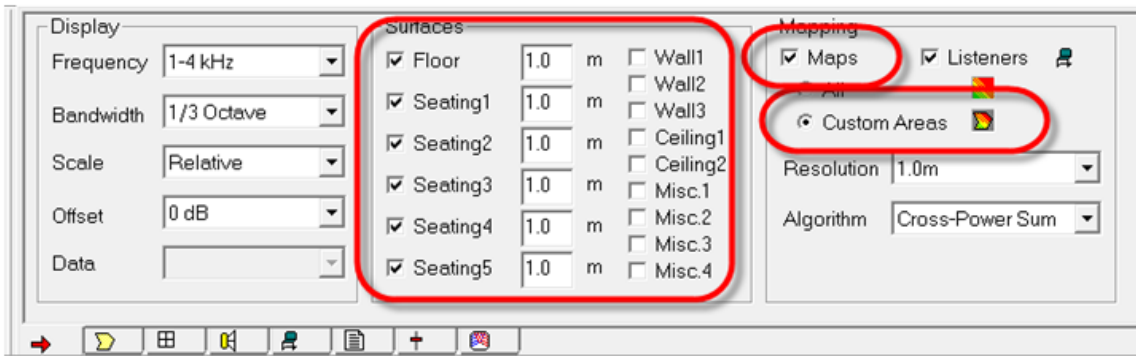 Display
Frequency 1-4 kHz
Bandwidth 1/3 Octave
Scale Relative
Offset 0 dB
Data
Surfaces
Floor 1.0 m
Seating1 1.0 m
Seating2 1.0 m
Seating3 1.0 m
Seating4 1.0 m
Seating5 1.0 m
Wall1
Wall2
Wall3
Ceiling1
Ceiling2
Misc.1
Misc.2
Misc.3
Misc.4
Mapping
Maps Listeners
All
Custom Areas
Resolution 1.0m
Algorithm Cross-Power Sum